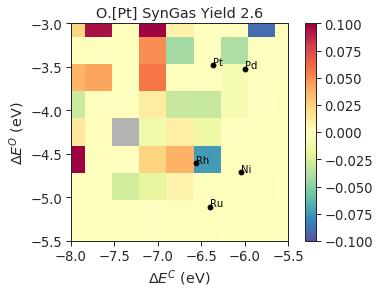 O.[Pt] SynGas Yield 2.6
ΔE^O (eV)
−3.0
−3.5
−4.0
−4.5
−5.0
−5.5
Pt
Pd
Rh
Ni
Ru
−8.0 −7.5 −7.0 −6.5 −6.0 −5.5
ΔE^C (eV)
0.100
0.075
0.050
0.025
0.000
−0.025
−0.050
−0.075
−0.100